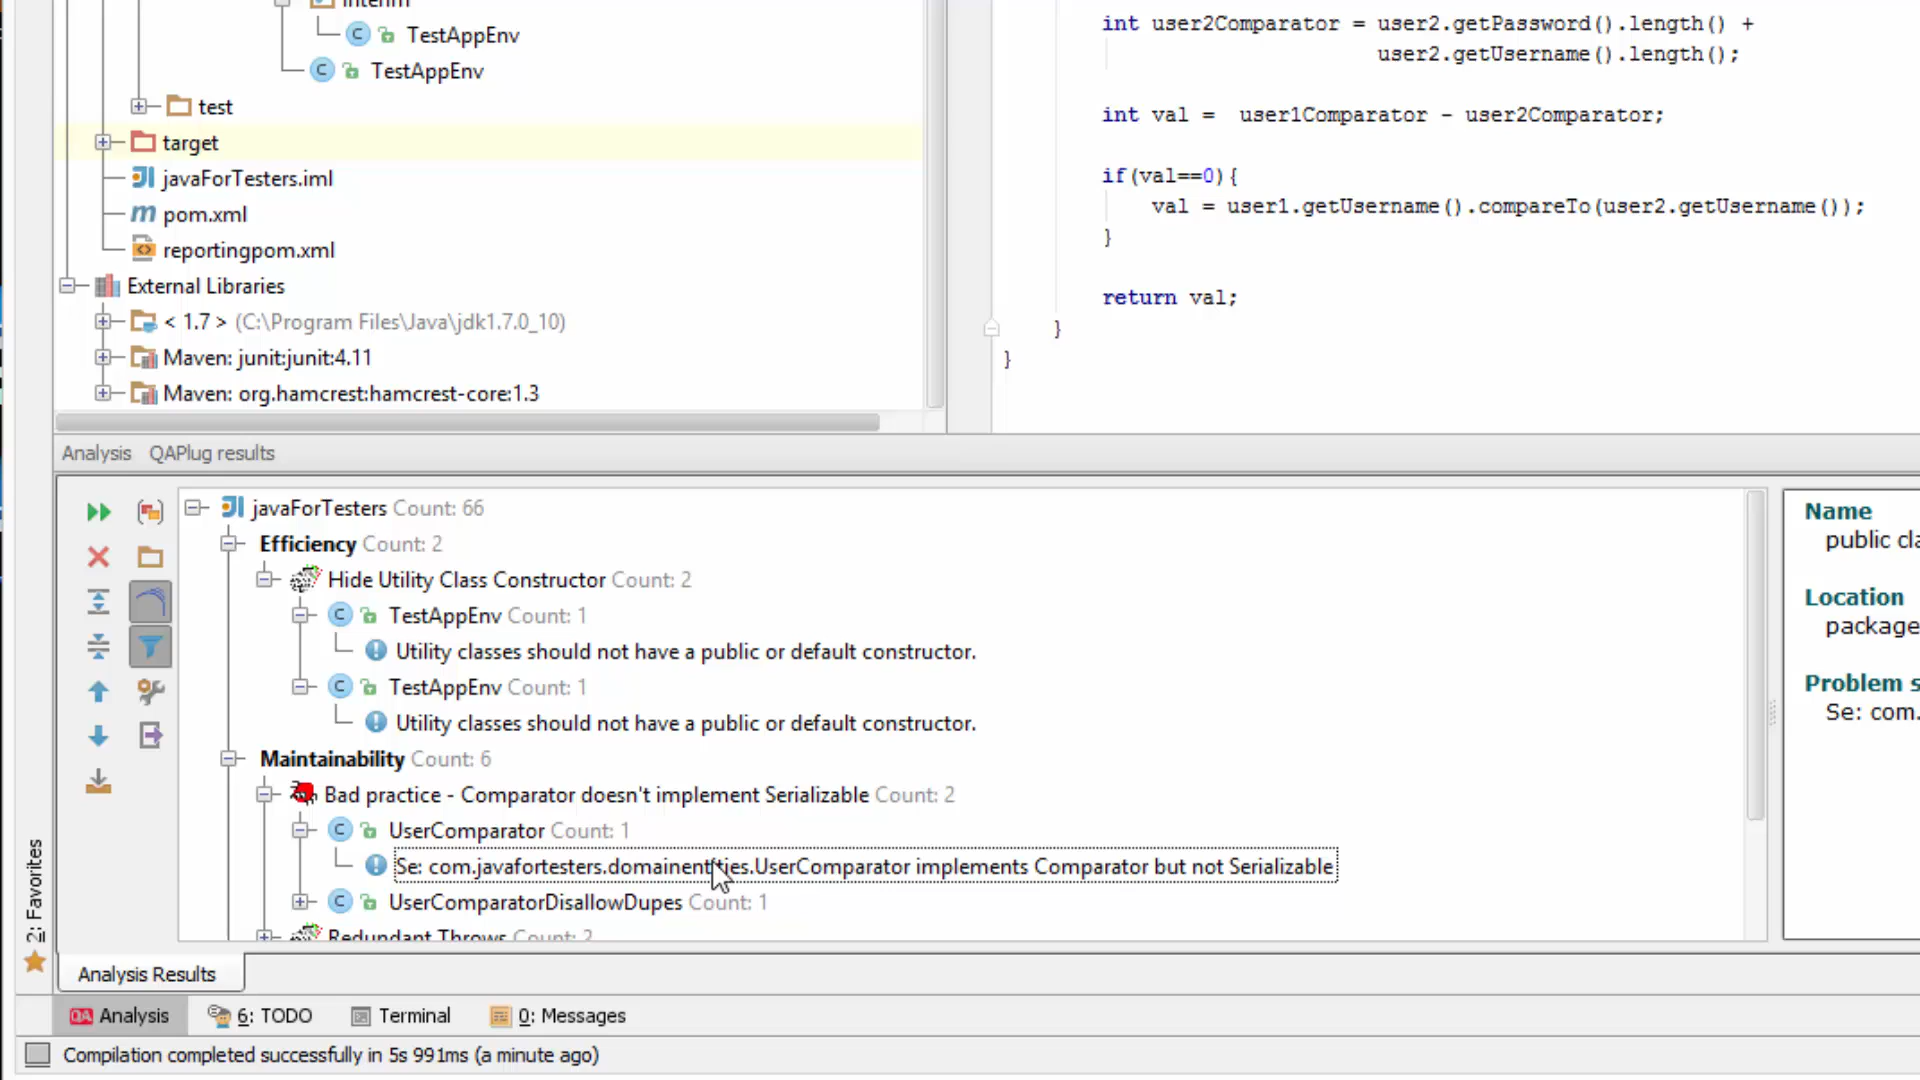 interim
TestAppEnv
TestAppEnv
test
target
javaForTesters.iml
pom.xml
reportingpom.xml
External Libraries
< 1.7 > (C:\Program Files\Java\jdk1.7.0_10)
Maven: junit:junit:4.11
Maven: org.hamcrest:hamcrest-core:1.3
int user2Comparator = user2.getPassword().length() +
user2.getUsername().length();
int val =  user1Comparator - user2Comparator;
if(val==0){
val = user1.getUsername().compareTo(user2.getUsername());
}
return val;
}
}
Analysis QAPlug results
javaForTesters Count: 66
Efficiency Count: 2
Hide Utility Class Constructor Count: 2
TestAppEnv Count: 1
Utility classes should not have a public or default constructor.
TestAppEnv Count: 1
Utility classes should not have a public or default constructor.
Maintainability Count: 6
Bad practice - Comparator doesn't implement Serializable Count: 2
UserComparator Count: 1
Se: com.javafortesters.domainentities.UserComparator implements Comparator but not Serializable
UserComparatorDisallowDupes Count: 1
Redundant Throws Count: 2
Name
public cla
Location
package
Problem s
Se: com.
2: Favorites
Analysis Results
QA Analysis 6: TODO Terminal 0: Messages
Compilation completed successfully in 5s 991ms (a minute ago)